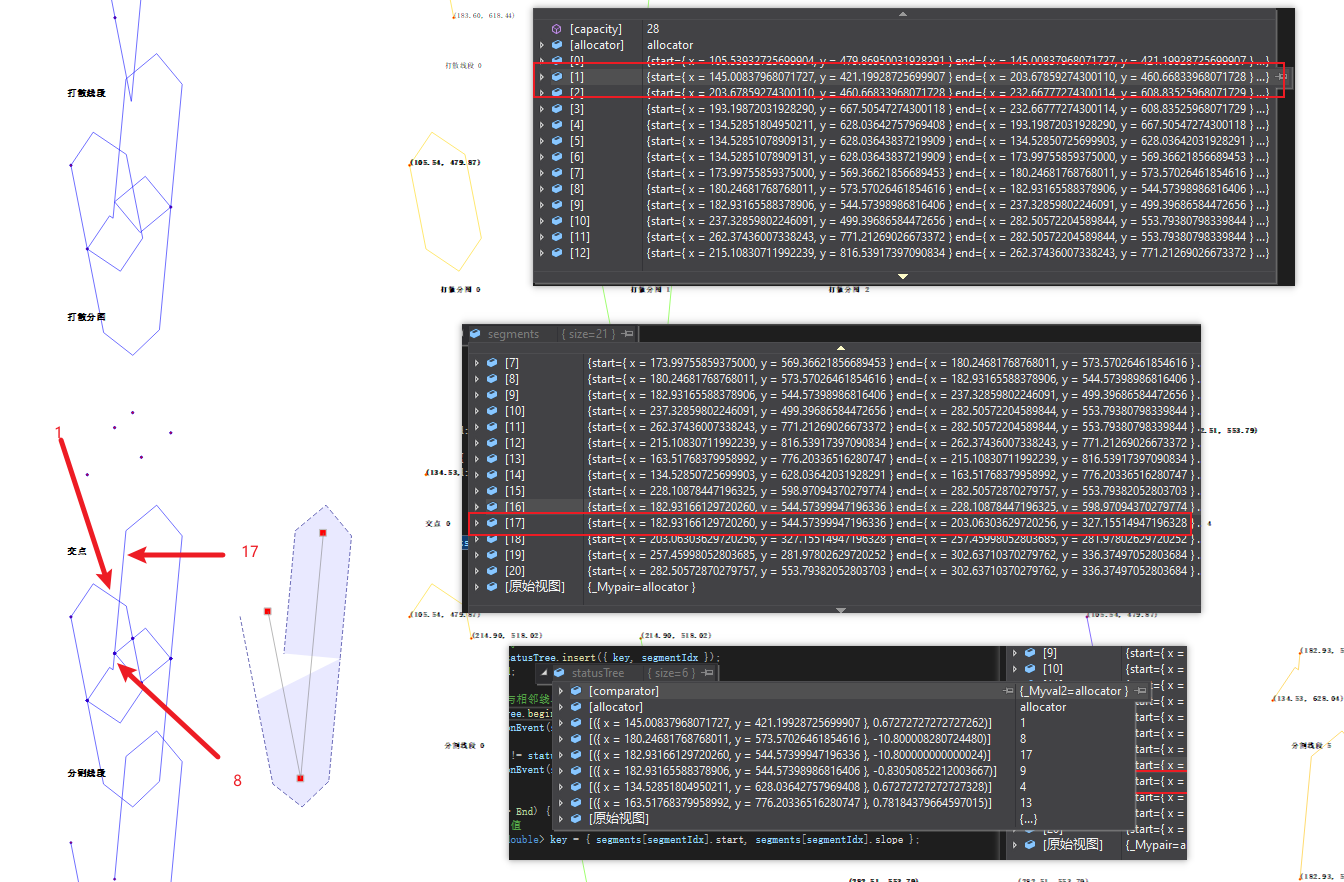 (183.60, 618.44)
打散线段 0
打散线段
(105.54, 479.87)
打散分组
打散分组 0
打散分组 1
打散分组 2
[capacity] 28
[allocator] allocator
[0] {start={ x = 105.53932725699904, y = 479.86950031928291 } end={ x = 145.00837968071727, y = 421.19928725699907 } ...}
[1] {start={ x = 145.00837968071727, y = 421.19928725699907 } end={ x = 203.67859274300110, y = 460.66833968071728 } ...}
[2] {start={ x = 203.67859274300110, y = 460.66833968071728 } end={ x = 232.66777274300114, y = 608.83525968071729 } ...}
[3] {start={ x = 193.19872031928290, y = 667.50547274300118 } end={ x = 232.66777274300114, y = 608.83525968071729 } ...}
[4] {start={ x = 134.52851804950211, y = 628.03642757969408 } end={ x = 193.19872031928290, y = 667.50547274300118 } ...}
[5] {start={ x = 134.52851078909131, y = 628.03643837219909 } end={ x = 134.52850725699903, y = 628.03642031928291 } ...}
[6] {start={ x = 134.52851078909131, y = 628.03643837219909 } end={ x = 173.99755859375000, y = 569.36621856689453 } ...}
[7] {start={ x = 173.99755859375000, y = 569.36621856689453 } end={ x = 180.24681768768011, y = 573.57026461854616 } ...}
[8] {start={ x = 180.24681768768011, y = 573.57026461854616 } end={ x = 182.93165588378906, y = 544.57398986816406 } ...}
[9] {start={ x = 182.93165588378906, y = 544.57398986816406 } end={ x = 237.32859802246091, y = 499.39686584472656 } ...}
[10] {start={ x = 237.32859802246091, y = 499.39686584472656 } end={ x = 282.50572204589844, y = 553.79380798339844 } ...}
[11] {start={ x = 262.37436007338243, y = 771.21269026673372 } end={ x = 282.50572204589844, y = 553.79380798339844 } ...}
[12] {start={ x = 215.10830711992239, y = 816.53917397090834 } end={ x = 262.37436007338243, y = 771.21269026673372 } ...}
segments { size=21 }
[7] {start={ x = 173.99755859375000, y = 569.36621856689453 } end={ x = 180.24681768768011, y = 573.57026461854616 } .
[8] {start={ x = 180.24681768768011, y = 573.57026461854616 } end={ x = 182.93165588378906, y = 544.57398986816406 } .
[9] {start={ x = 182.93165588378906, y = 544.57398986816406 } end={ x = 237.32859802246091, y = 499.39686584472656 } .
[10] {start={ x = 237.32859802246091, y = 499.39686584472656 } end={ x = 282.50572204589844, y = 553.79380798339844 } .
[11] {start={ x = 262.37436007338243, y = 771.21269026673372 } end={ x = 282.50572204589844, y = 553.79380798339844 } .
[12] {start={ x = 215.10830711992239, y = 816.53917397090834 } end={ x = 262.37436007338243, y = 771.21269026673372 } .
[13] {start={ x = 163.51768379958992, y = 776.20336516280747 } end={ x = 215.10830711992239, y = 816.53917397090834 } .
[14] {start={ x = 134.52850725699903, y = 628.03642031928291 } end={ x = 163.51768379958992, y = 776.20336516280747 } .
[15] {start={ x = 228.10878447196325, y = 598.97094370279774 } end={ x = 282.50572870279757, y = 553.79382052803703 } .
[16] {start={ x = 182.93166129720260, y = 544.57399947196336 } end={ x = 228.10878447196325, y = 598.97094370279774 } .
[17] {start={ x = 182.93166129720260, y = 544.57399947196336 } end={ x = 203.06303629720256, y = 327.15514947196328 } .
[18] {start={ x = 203.06303629720256, y = 327.15514947196328 } end={ x = 257.45998052803685, y = 281.97802629720252 } .
[19] {start={ x = 257.45998052803685, y = 281.97802629720252 } end={ x = 302.63710370279762, y = 336.37497052803684 } .
[20] {start={ x = 282.50572870279757, y = 553.79382052803703 } end={ x = 302.63710370279762, y = 336.37497052803684 } .
[原始视图] {_Mypair=allocator }
2.51, 553.79)
(134.53,
交点 0
4
1
交点
17
8
分割线段
(105.54, 479.87)
(105.54, 479.87)
(214.90, 518.02)
(214.90, 518.02)
分割线段 0
statusTree.insert({ key, segmentIdx });
statusTree { size=6 }
[comparator] {_Myval2=allocator }
[allocator] allocator
[(({ x = 145.00837968071727, y = 421.19928725699907 }, 0.67272727272727262)] 1
[(({ x = 180.24681768768011, y = 573.57026461854616 }, -10.800008280724480)] 8
[(({ x = 182.93166129720260, y = 544.57399947196336 }, -10.800000000000024)] 17
[(({ x = 182.93165588378906, y = 544.57398986816406 }, -0.83050852212003667)] 9
[(({ x = 134.52851804950211, y = 628.03642757969408 }, 0.67272727272727328)] 4
[(({ x = 163.51768379958992, y = 776.20336516280747 }, 0.78184379664597015)] 13
[原始视图] {...}
与相邻线
ree.begin
onEvent(
!= statu
onEvent(
End) {
值
double> key = { segments[segmentIdx].start, segments[segmentIdx].slope };
[9] {start={ x =
[10] {start={ x =
[原始视图] {_Mypair=a
(182.93, 5
(134.53, 628.04)
分割线段 5
(182.93, 5
(282.51, 553.79)
(282.51, 553.79)